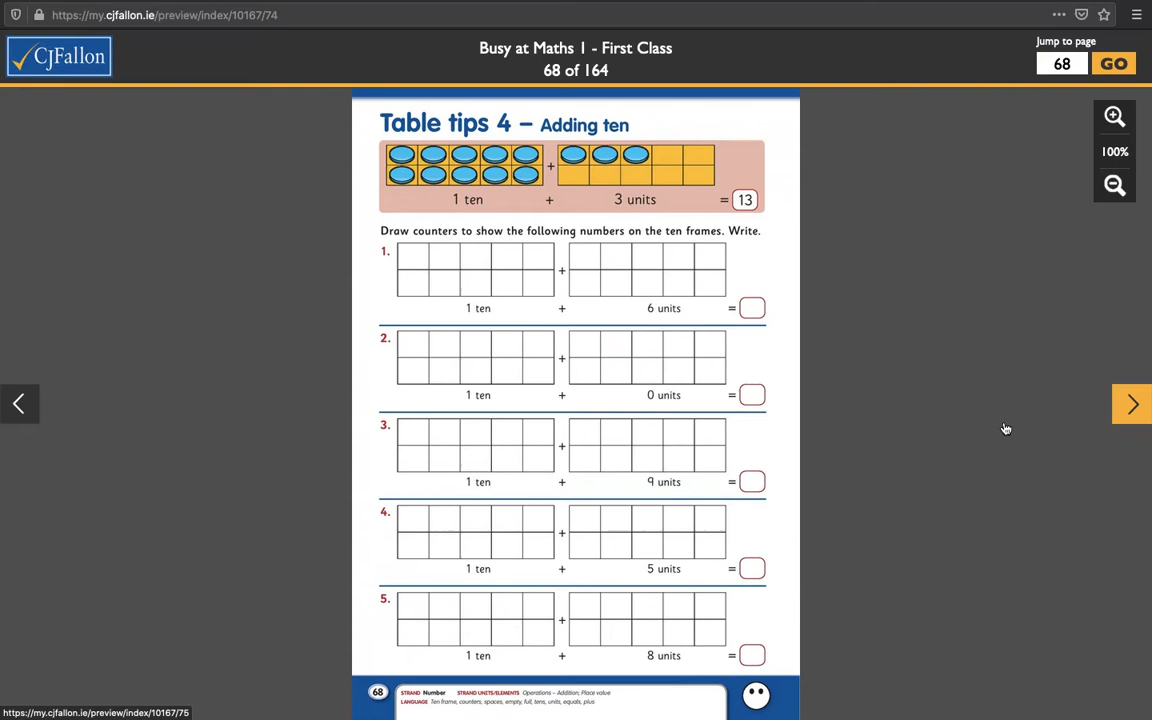 https://my.cjfallon.ie/preview/index/10167/74
CJFallon
Busy at Maths 1 - First Class
68 of 164
Jump to page
68 GO
100%
Table tips 4 – Adding ten
+
1 ten + 3 units = 13
Draw counters to show the following numbers on the ten frames. Write.
1.
+
1 ten + 6 units =
2.
+
1 ten + 0 units =
3.
+
1 ten + 9 units =
4.
+
1 ten + 5 units =
5.
+
1 ten + 8 units =
68
STRAND Number STRAND UNITS/ELEMENTS Operations – Addition; Place value
LANGUAGE Ten frame, counters, spaces, empty, full, tens, units, equals, plus
https://my.cjfallon.ie/preview/index/10167/75